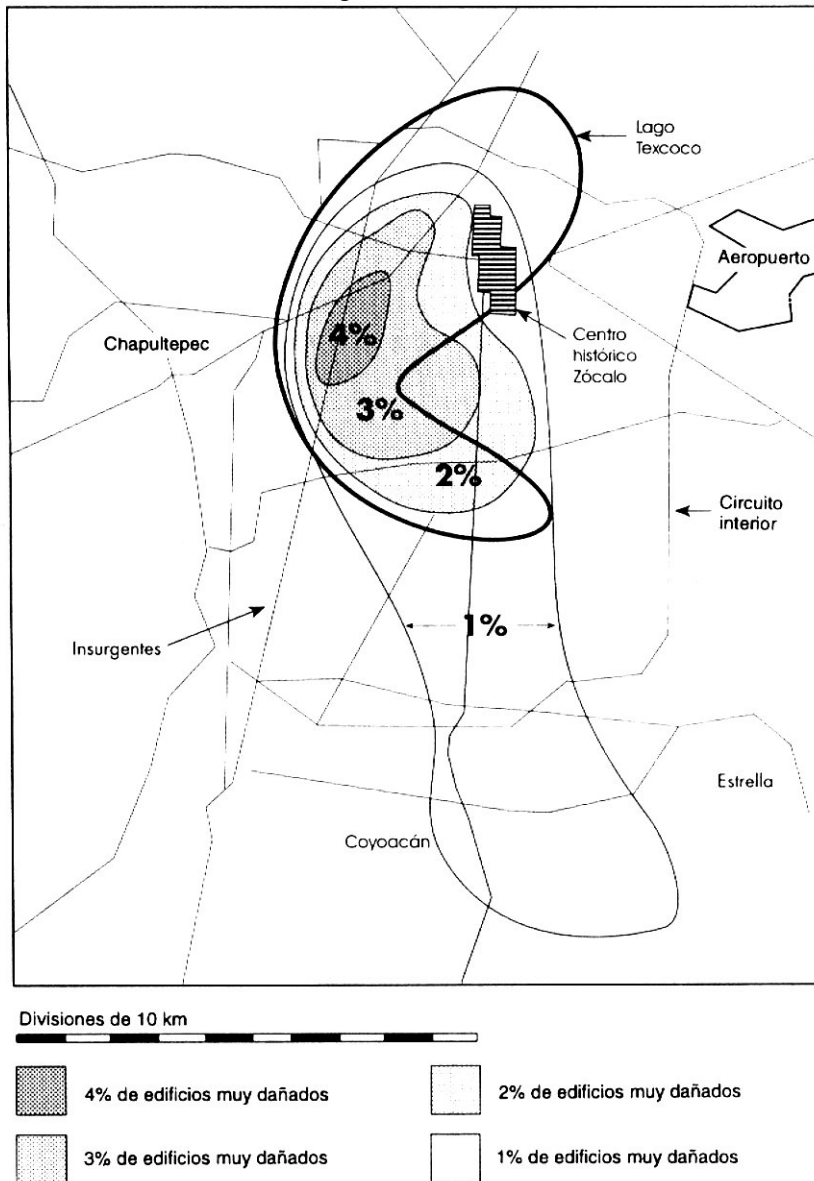 Lago
Texcoco
Aeropuerto
Centro
histórico
Zócalo
Chapultepec
4%
3%
2%
Circuito
interior
1%
Insurgentes
Estrella
Coyoacán
Divisiones de 10 km
4% de edificios muy dañados
2% de edificios muy dañados
3% de edificios muy dañados
1% de edificios muy dañados